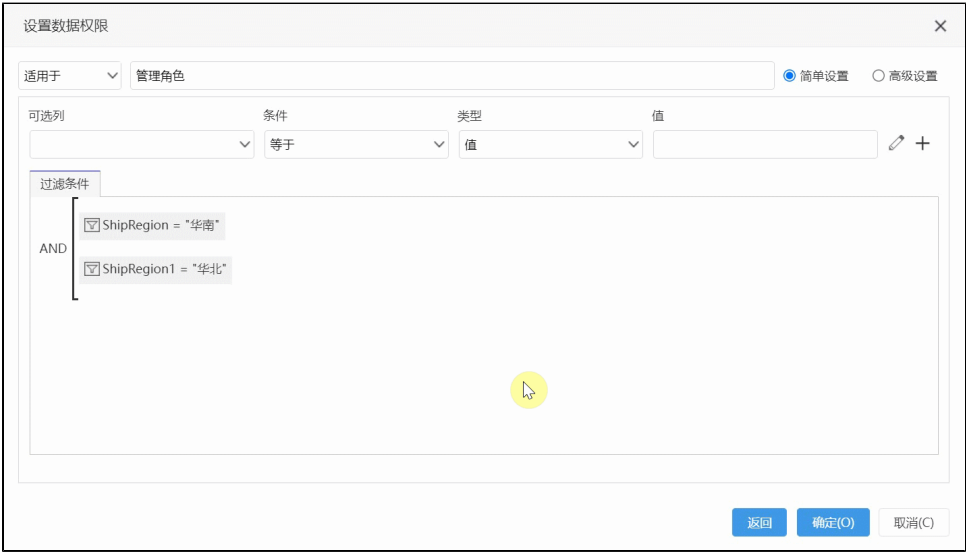 设置数据权限
适用于 管理角色 简单设置 高级设置
可选列 条件 类型 值
等于 值
过滤条件
ShipRegion = "华南"
AND
ShipRegion1 = "华北"
返回 确定(O) 取消(C)